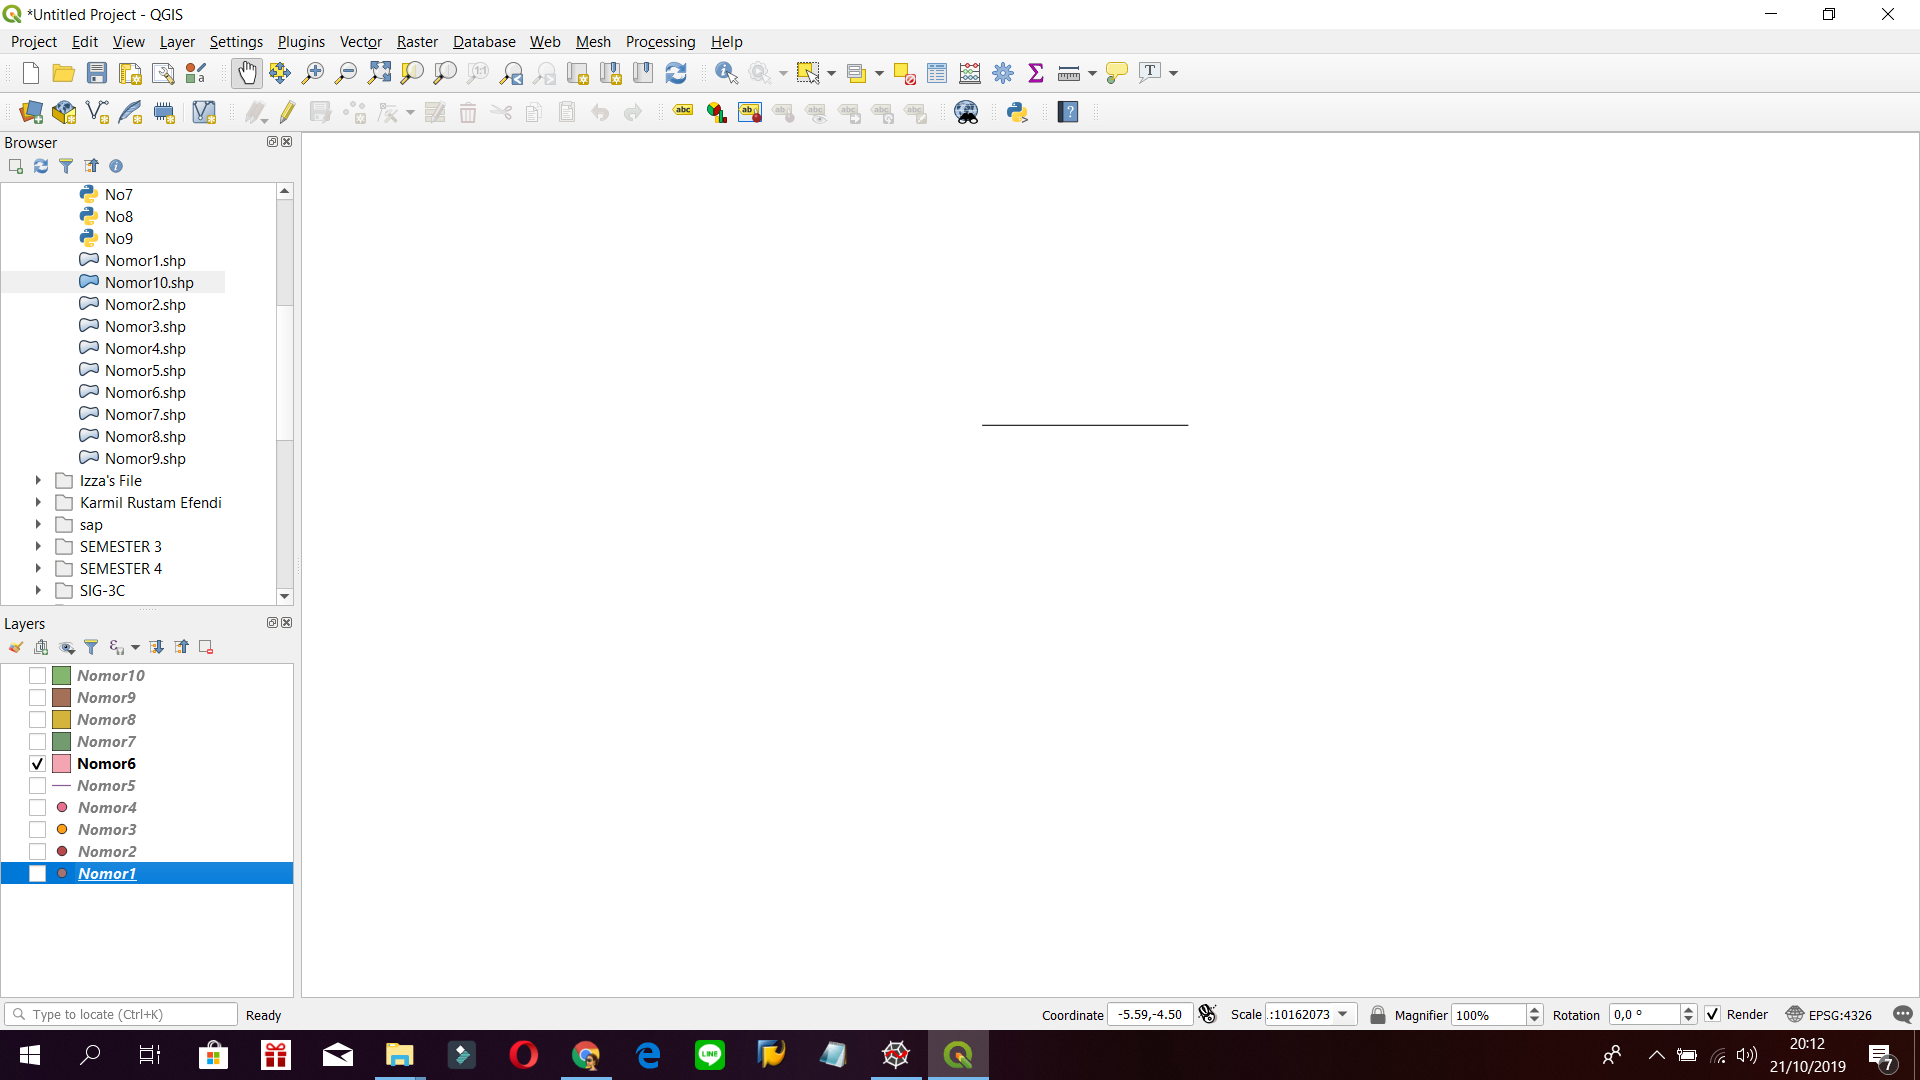 *Untitled Project - QGIS
Project Edit View Layer Settings Plugins Vector Raster Database Web Mesh Processing Help
Browser
No7
No8
No9
Nomor1.shp
Nomor10.shp
Nomor2.shp
Nomor3.shp
Nomor4.shp
Nomor5.shp
Nomor6.shp
Nomor7.shp
Nomor8.shp
Nomor9.shp
Izza's File
Karmil Rustam Efendi
sap
SEMESTER 3
SEMESTER 4
SIG-3C
Layers
Nomor10
Nomor9
Nomor8
Nomor7
Nomor6
Nomor5
Nomor4
Nomor3
Nomor2
Nomor1
Type to locate (Ctrl+K) Ready Coordinate -5.59,-4.50 Scale .:10162073 Magnifier 100% Rotation 0,0 ° Render EPSG:4326
20:12
21/10/2019
7